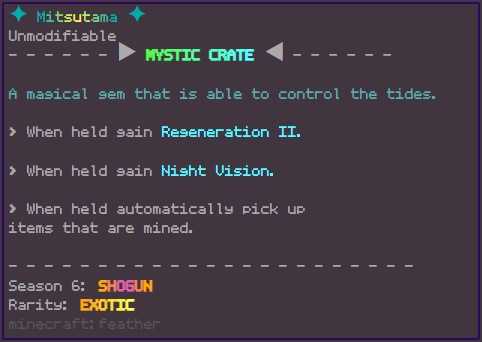 ✦ Mitsutama ✦
Unmodifiable
- - - - - - ▶ MYSTIC CRATE ◀ - - - - - -
A magical gem that is able to control the tides.
> When held gain Regeneration II.
> When held gain Night Vision.
> When held automatically pick up
items that are mined.
- - - - - - - - - - - - - - - - - - - - - - -
Season 6: SHOGUN
Rarity: EXOTIC
minecraft:feather